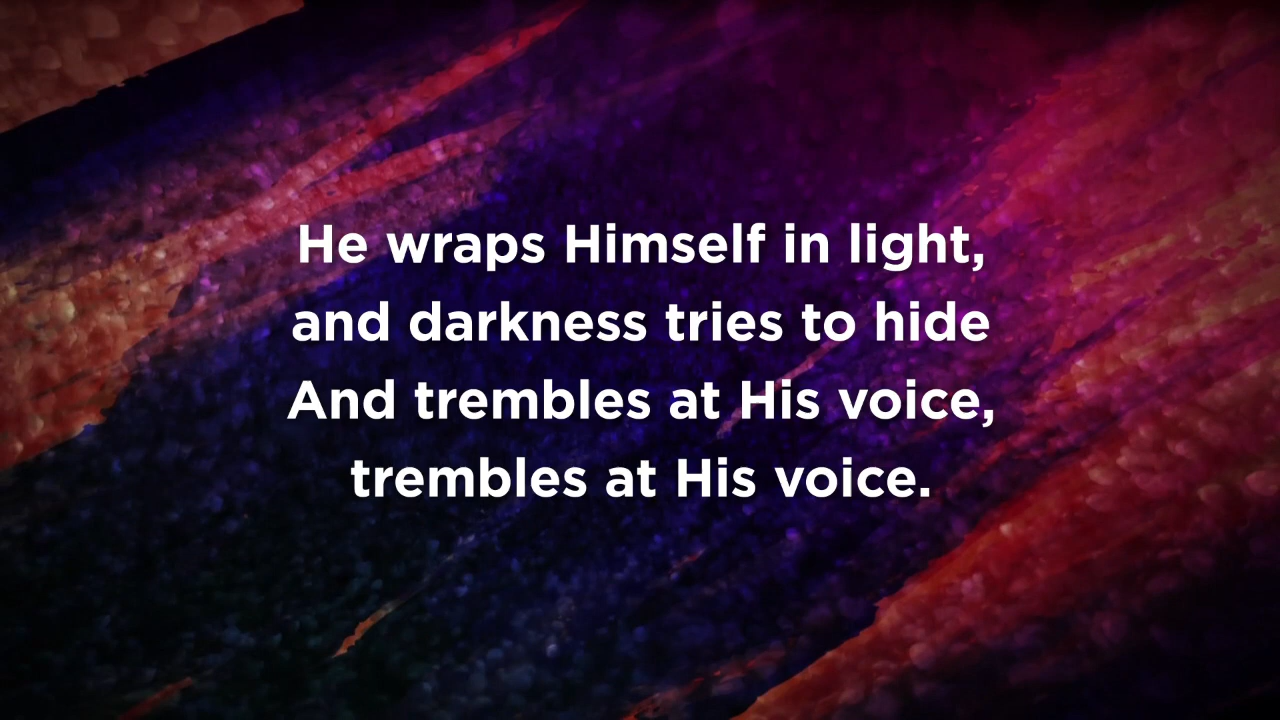 He wraps Himself in light,
and darkness tries to hide
And trembles at His voice,
trembles at His voice.